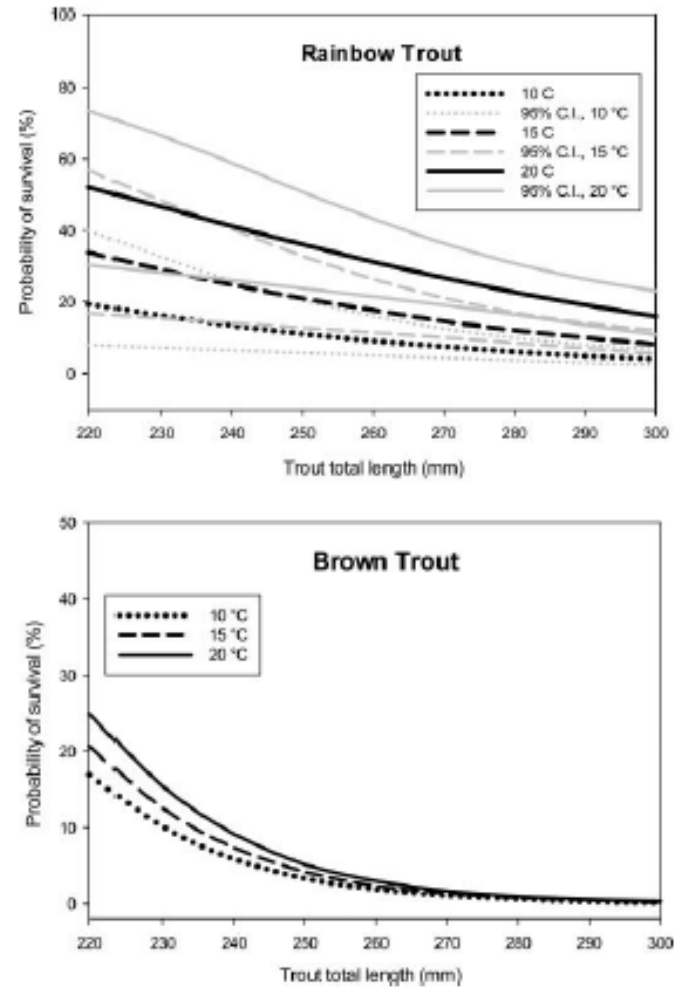 Rainbow Trout
10 C
95% C.I., 10 °C
15 C
95% C.I., 15 °C
20 C
95% C.I., 20 °C
100
80
60
40
20
0
Probability of survival (%)
220 230 240 250 260 270 280 290 300
Trout total length (mm)
Brown Trout
10 °C
15 °C
20 °C
50
40
30
20
10
0
Probability of survival (%)
220 230 240 250 260 270 280 290 300
Trout total length (mm)